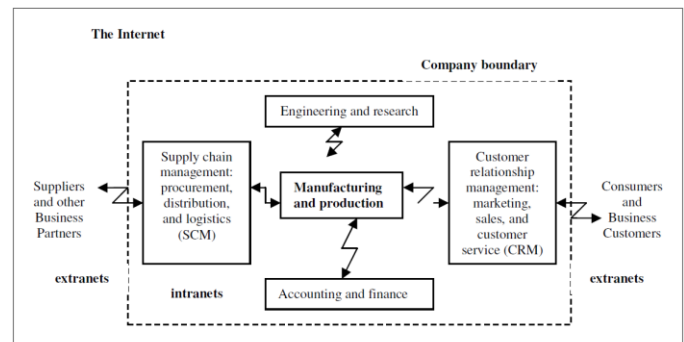 The Internet
Company boundary
Engineering and research
Suppliers
and other
Business
Partners
Supply chain
management:
procurement,
distribution,
and logistics
(SCM)
Manufacturing
and production
Customer
relationship
management:
marketing,
sales, and
customer
service (CRM)
Consumers
and
Business
Customers
extranets
intranets
Accounting and finance
extranets